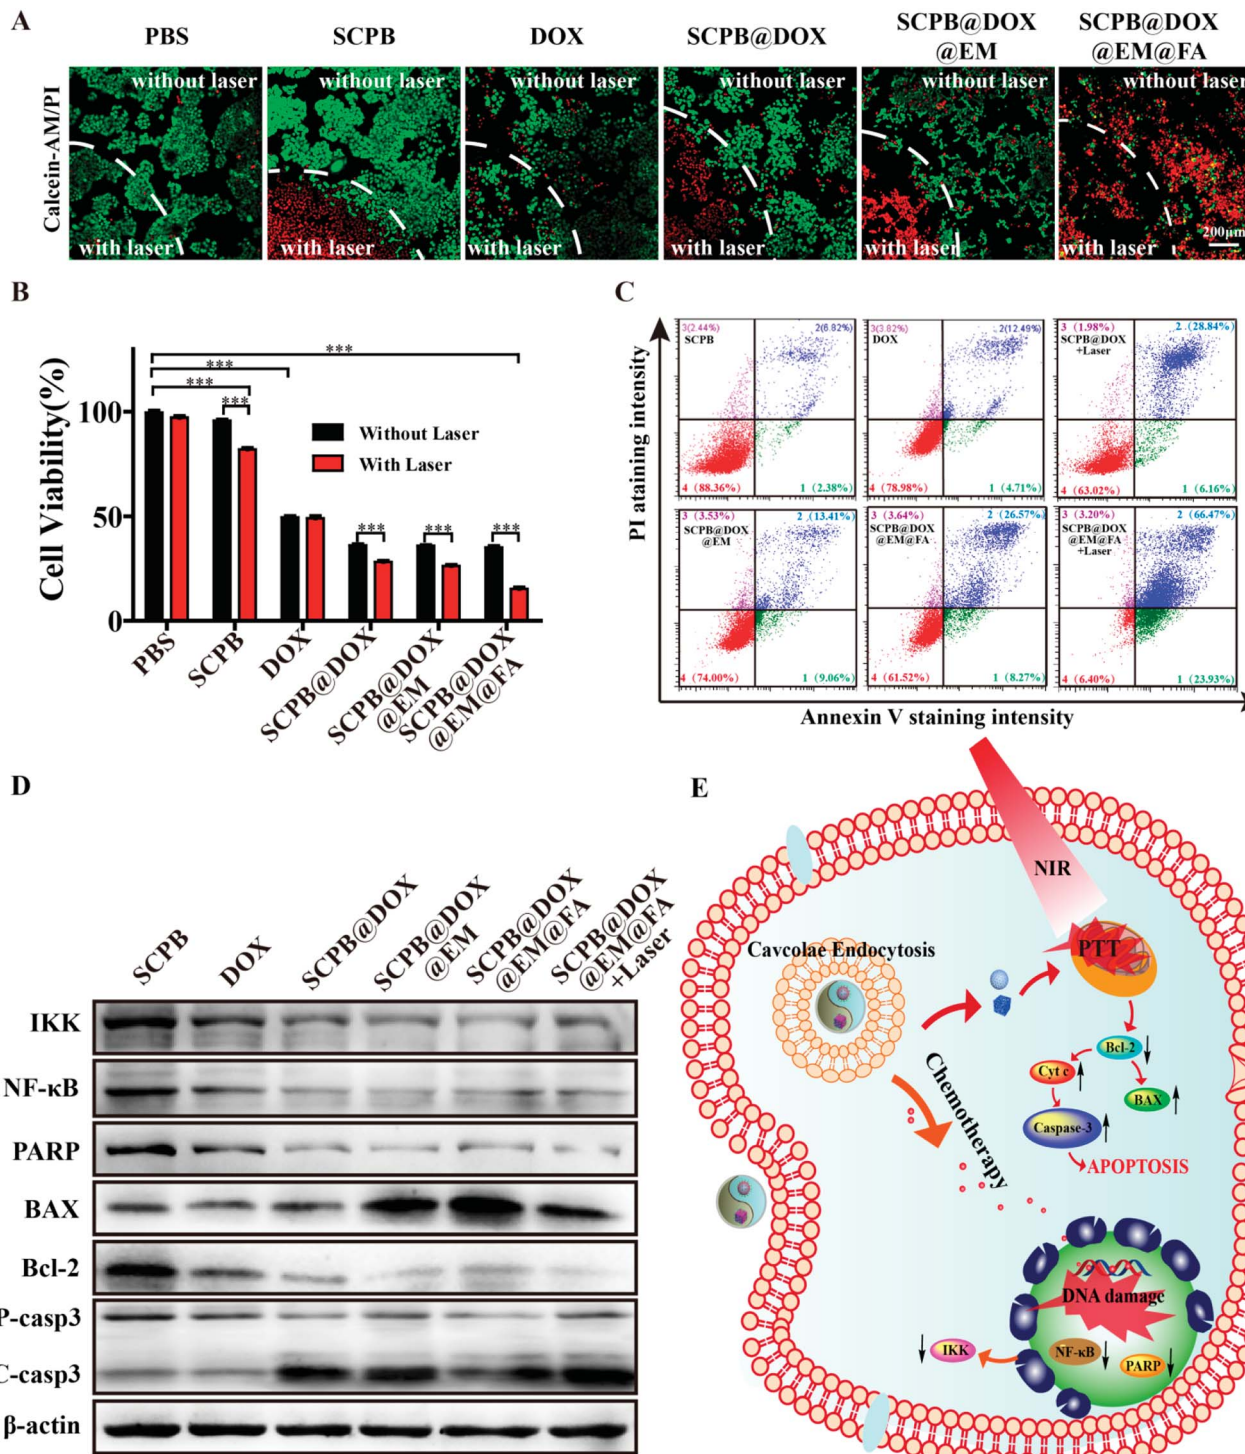 A
PBS
SCPB
DOX
SCPB@DOX
SCPB@DOX
@EM
SCPB@DOX
@EM@FA
Calcein-AM/PI
without laser
with laser
without laser
with laser
without laser
with laser
without laser
with laser
without laser
with laser
without laser
with laser
200μm
B
Cell Viability(%)
100
50
0
***
***
***
***
***
***
***
Without Laser
With Laser
PBS
SCPB
DOX
SCPB@DOX
SCPB@DOX
@EM
SCPB@DOX
@EM@FA
C
PI ataining intensity
3(2.44%)
2(6.82%)
SCPB
4 (88.36%)
1 (2.38%)
3(3.82%)
2(12.49%)
DOX
4 (78.98%)
1 (4.71%)
3 (1.98%)
2 (28.84%)
SCPB@DOX
+Laser
4 (63.02%)
1 (6.16%)
3 (3.53%)
2 (13.41%)
SCPB@DOX
@EM
4 (74.00%)
1 (9.06%)
3 (3.64%)
2 (26.57%)
SCPB@DOX
@EM@FA
4 (61.52%)
1 (8.27%)
3 (3.20%)
2 (66.47%)
SCPB@DOX
@EM@FA
+Laser
4 (6.40%)
1 (23.93%)
Annexin V staining intensity
D
SCPB
DOX
SCPB@DOX
SCPB@DOX
@EM
SCPB@DOX
@EM@FA
SCPB@DOX
@EM@FA
+Laser
IKK
NF-κB
PARP
BAX
Bcl-2
P-casp3
C-casp3
β-actin
E
NIR
PTT
Cavcolae Endocytosis
Chemotherapy
Bcl-2
Cyt c
BAX
Caspase-3
APOPTOSIS
DNA damage
IKK
NF-κB
PARP